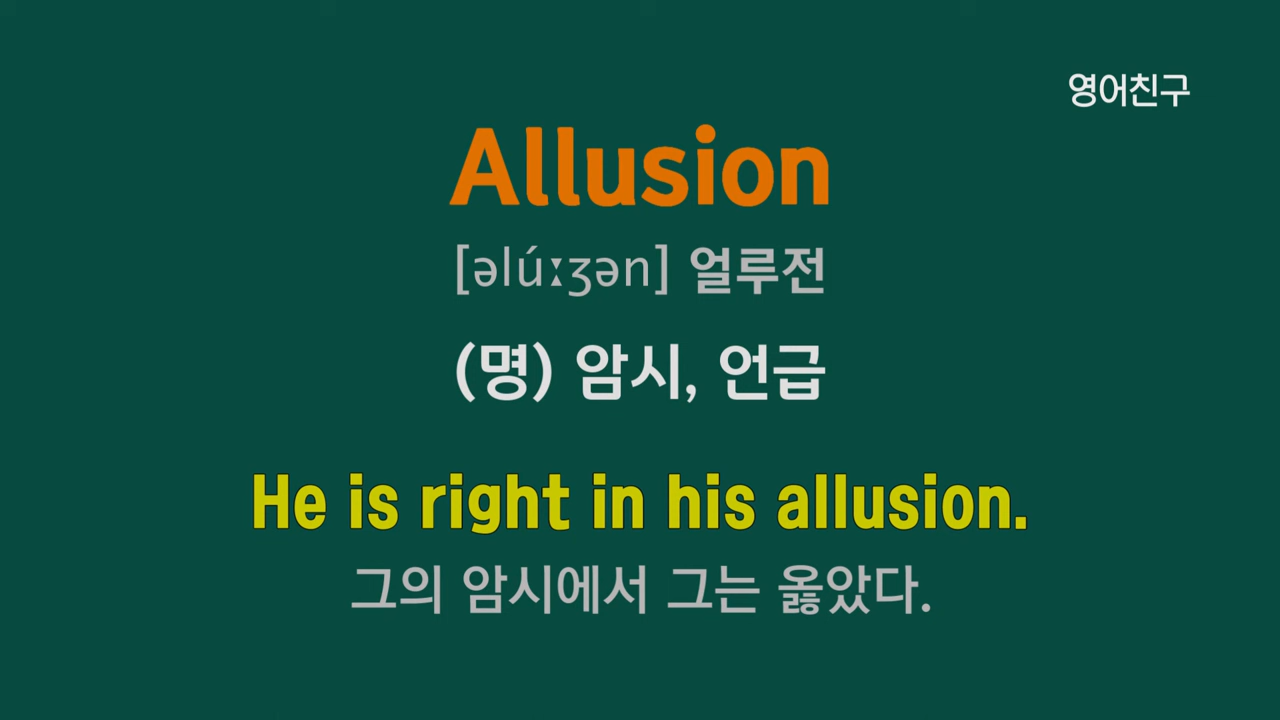 영어친구
Allusion
[əlúːʒən] 얼루전
(명) 암시, 언급
He is right in his allusion.
그의 암시에서 그는 옳았다.